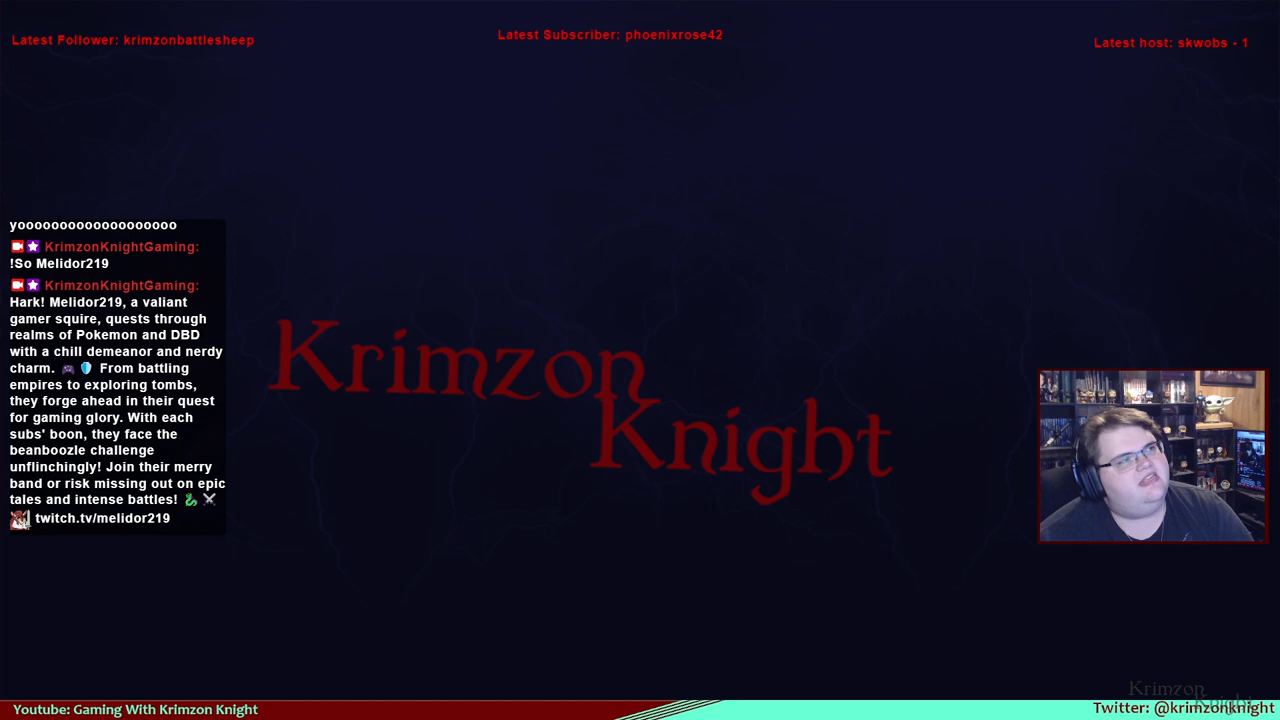 Latest Follower: krimzonbattlesheep
Latest Subscriber: phoenixrose42
Latest host: skwobs - 1
yooooooooooooooooooo
KrimzonKnightGaming:
!So Melidor219
KrimzonKnightGaming:
Hark! Melidor219, a valiant
gamer squire, quests through
realms of Pokemon and DBD
with a chill demeanor and nerdy
charm. 🎮 🛡️ From battling
empires to exploring tombs,
they forge ahead in their quest
for gaming glory. With each
subs' boon, they face the
beanboozle challenge
unflinchingly! Join their merry
band or risk missing out on epic
tales and intense battles! 🐉 ⚔️
twitch.tv/melidor219
Krimzon
Knight
Krimzon
Knight
Youtube: Gaming With Krimzon Knight
Twitter: @krimzonknight